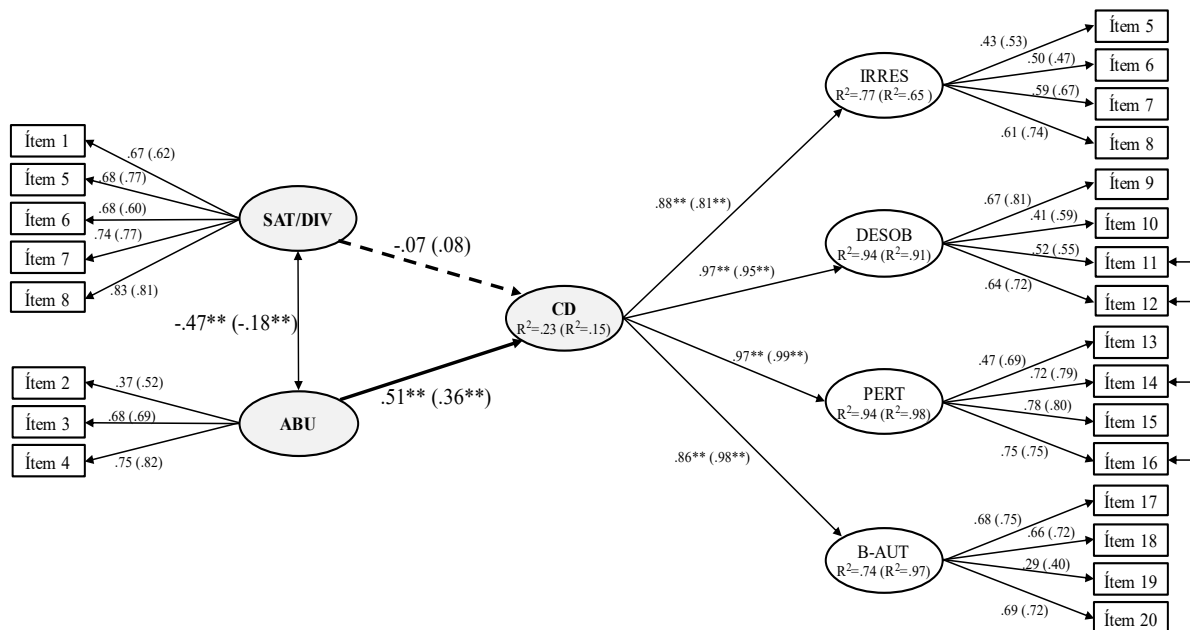 Ítem 1
Ítem 5
Ítem 6
Ítem 7
Ítem 8
.67 (.62)
.68 (.77)
.68 (.60)
.74 (.77)
.83 (.81)
SAT/DIV
-.47** (-.18**)
Ítem 2
Ítem 3
Ítem 4
.37 (.52)
.68 (.69)
.75 (.82)
ABU
-.07 (.08)
.51** (.36**)
CD
R²=.23 (R²=.15)
.88** (.81**)
.97** (.95**)
.97** (.99**)
.86** (.98**)
IRRES
R²=.77 (R²=.65 )
.43 (.53)
.50 (.47)
.59 (.67)
.61 (.74)
Ítem 5
Ítem 6
Ítem 7
Ítem 8
DESOB
R²=.94 (R²=.91)
.67 (.81)
.41 (.59)
.52 (.55)
.64 (.72)
Ítem 9
Ítem 10
Ítem 11
Ítem 12
PERT
R²=.94 (R²=.98)
.47 (.69)
.72 (.79)
.78 (.80)
.75 (.75)
Ítem 13
Ítem 14
Ítem 15
Ítem 16
B-AUT
R²=.74 (R²=.97)
.68 (.75)
.66 (.72)
.29 (.40)
.69 (.72)
Ítem 17
Ítem 18
Ítem 19
Ítem 20